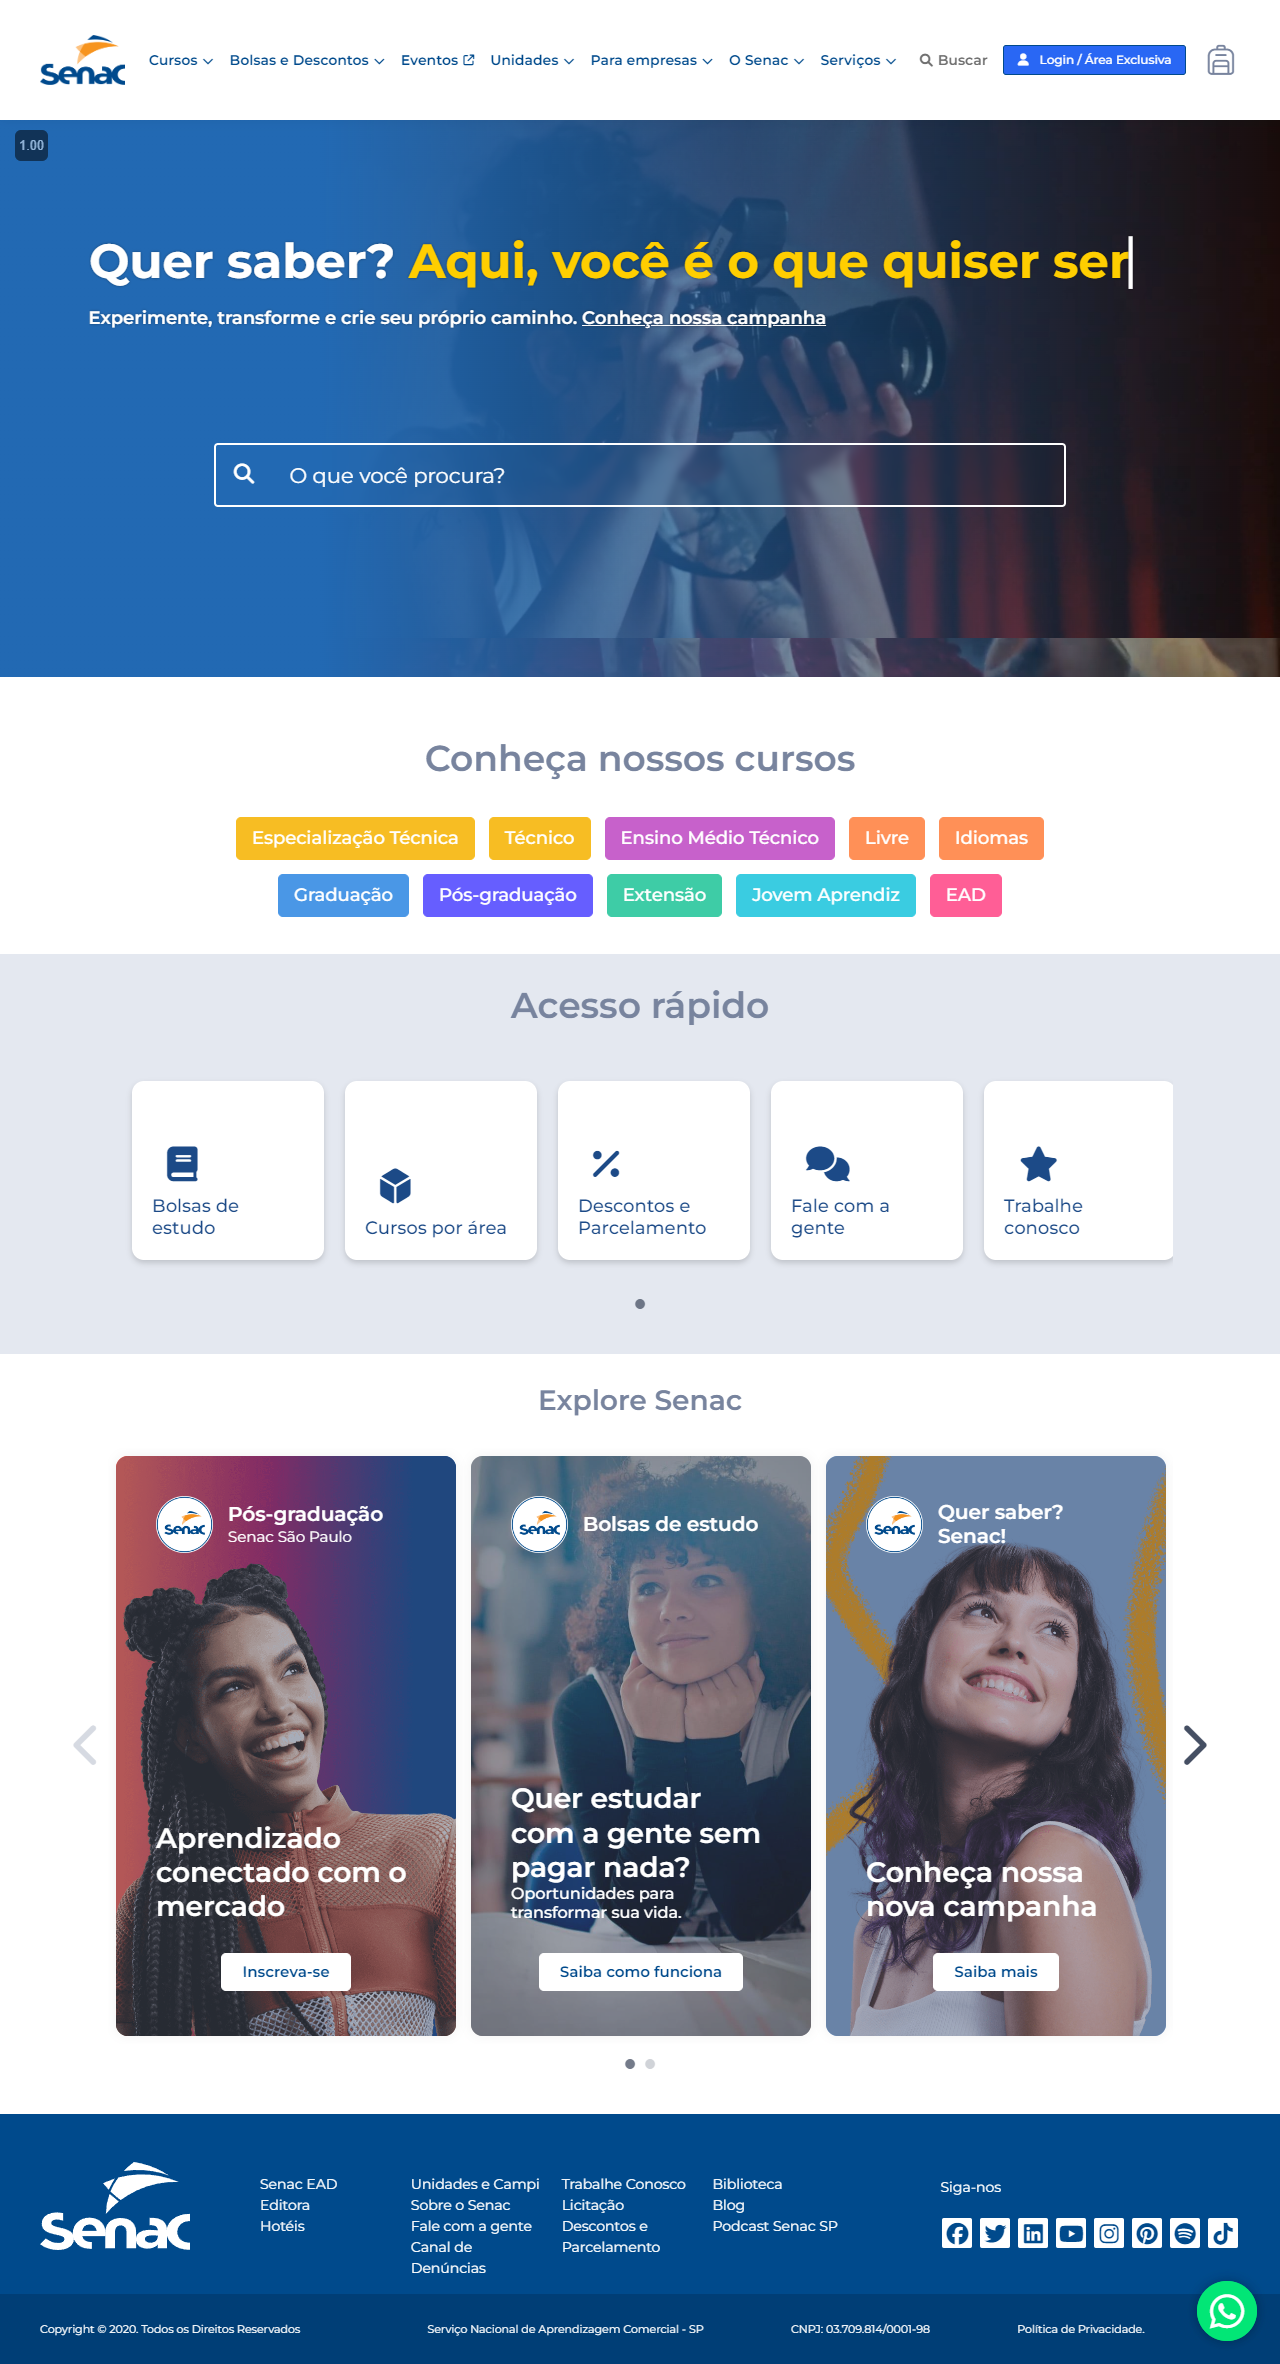 Senac
Cursos
Bolsas e Descontos
Eventos
Unidades
Para empresas
O Senac
Serviços
Buscar
Login / Área Exclusiva
1.00
Quer saber? Aqui, você é o que quiser ser
Experimente, transforme e crie seu próprio caminho. Conheça nossa campanha
O que você procura?
Conheça nossos cursos
Especialização Técnica
Técnico
Ensino Médio Técnico
Livre
Idiomas
Graduação
Pós-graduação
Extensão
Jovem Aprendiz
EAD
Acesso rápido
Bolsas de
estudo
Cursos por área
Descontos e
Parcelamento
Fale com a
gente
Trabalhe
conosco
Explore Senac
Senac
Pós-graduação
Senac São Paulo
Aprendizado
conectado com o
mercado
Inscreva-se
Senac
Bolsas de estudo
Quer estudar
com a gente sem
pagar nada?
Oportunidades para
transformar sua vida.
Saiba como funciona
Senac
Quer saber?
Senac!
Conheça nossa
nova campanha
Saiba mais
Senac
Senac EAD
Editora
Hotéis
Unidades e Campi
Sobre o Senac
Fale com a gente
Canal de
Denúncias
Trabalhe Conosco
Licitação
Descontos e
Parcelamento
Biblioteca
Blog
Podcast Senac SP
Siga-nos
Copyright © 2020. Todos os Direitos Reservados
Serviço Nacional de Aprendizagem Comercial - SP
CNPJ: 03.709.814/0001-98
Política de Privacidade.